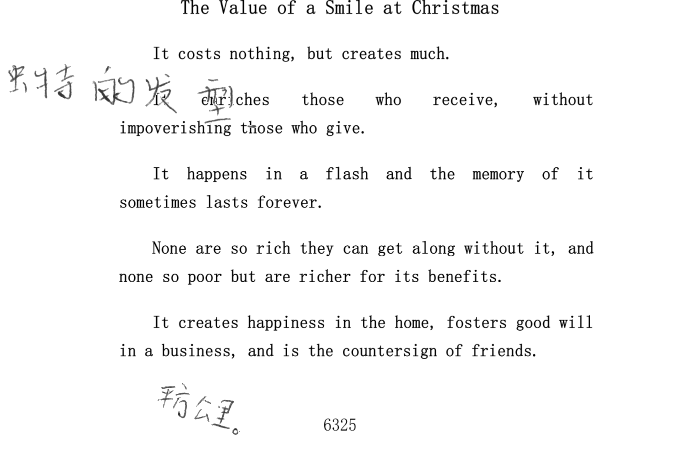 The Value of a Smile at Christmas
It costs nothing, but creates much.
独特的发型
It enriches those who receive, without
impoverishing those who give.
It happens in a flash and the memory of it
sometimes lasts forever.
None are so rich they can get along without it, and
none so poor but are richer for its benefits.
It creates happiness in the home, fosters good will
in a business, and is the countersign of friends.
平方公里。
6325